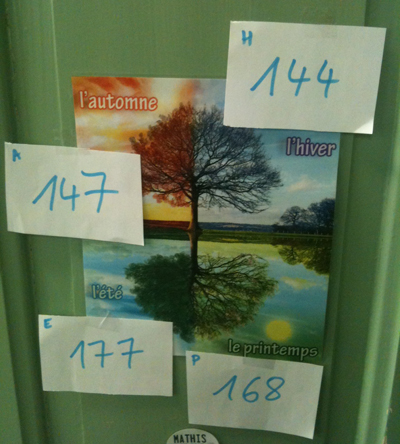 H
144
l'automne
l'hiver
A
147
l'été
E
177
le printemps
P
168
MATHIS